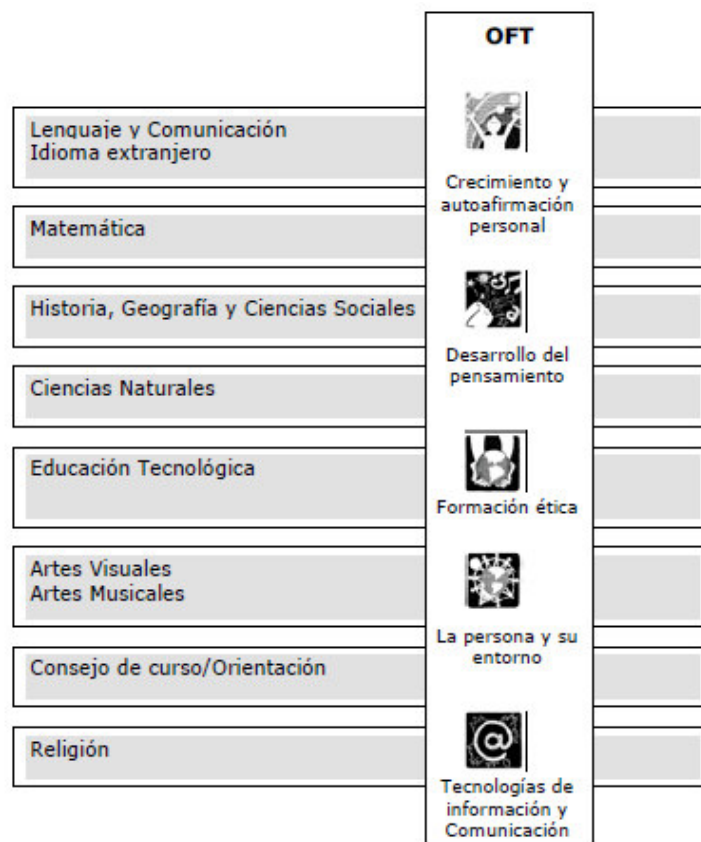 OFT
Lenguaje y Comunicación
Idioma extranjero
Crecimiento y
autoafirmación
personal
Matemática
Historia, Geografía y Ciencias Sociales
Desarrollo del
pensamiento
Ciencias Naturales
Educación Tecnológica
Formación ética
Artes Visuales
Artes Musicales
La persona y su
entorno
Consejo de curso/Orientación
Religión
@
Tecnologías de
información y
Comunicación